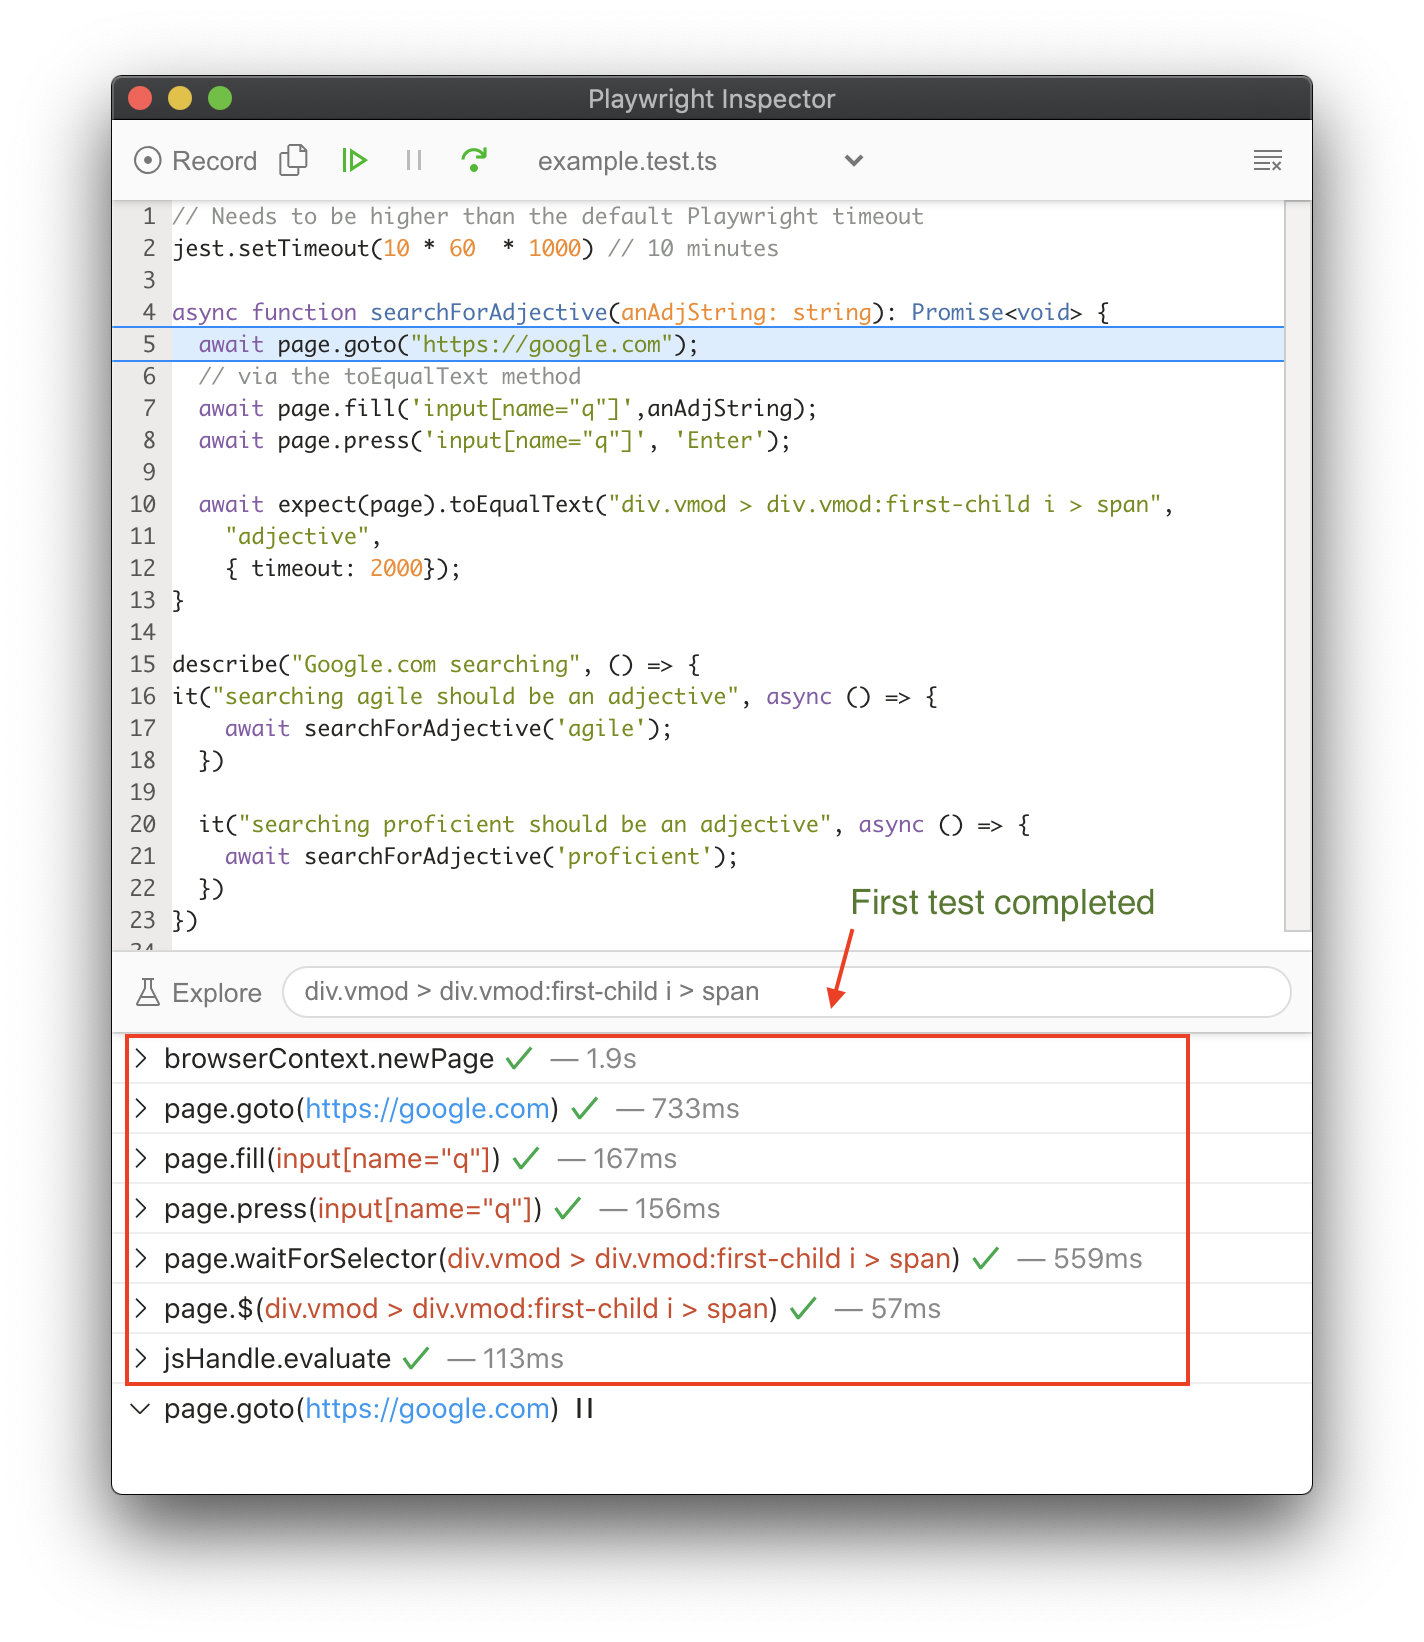 Playwright Inspector
Record example.test.ts
1 // Needs to be higher than the default Playwright timeout
2 jest.setTimeout(10 * 60  * 1000) // 10 minutes
3
4 async function searchForAdjective(anAdjString: string): Promise<void> {
5   await page.goto("https://google.com");
6   // via the toEqualText method
7   await page.fill('input[name="q"]',anAdjString);
8   await page.press('input[name="q"]', 'Enter');
9
10   await expect(page).toEqualText("div.vmod > div.vmod:first-child i > span",
11     "adjective",
12     { timeout: 2000});
13 }
14
15 describe("Google.com searching", () => {
16 it("searching agile should be an adjective", async () => {
17     await searchForAdjective('agile');
18   })
19
20   it("searching proficient should be an adjective", async () => {
21     await searchForAdjective('proficient');
22   })
23 })
24
First test completed
Explore div.vmod > div.vmod:first-child i > span
browserContext.newPage ✓ — 1.9s
page.goto(https://google.com) ✓ — 733ms
page.fill(input[name="q"]) ✓ — 167ms
page.press(input[name="q"]) ✓ — 156ms
page.waitForSelector(div.vmod > div.vmod:first-child i > span) ✓ — 559ms
page.$(div.vmod > div.vmod:first-child i > span) ✓ — 57ms
jsHandle.evaluate ✓ — 113ms
page.goto(https://google.com)